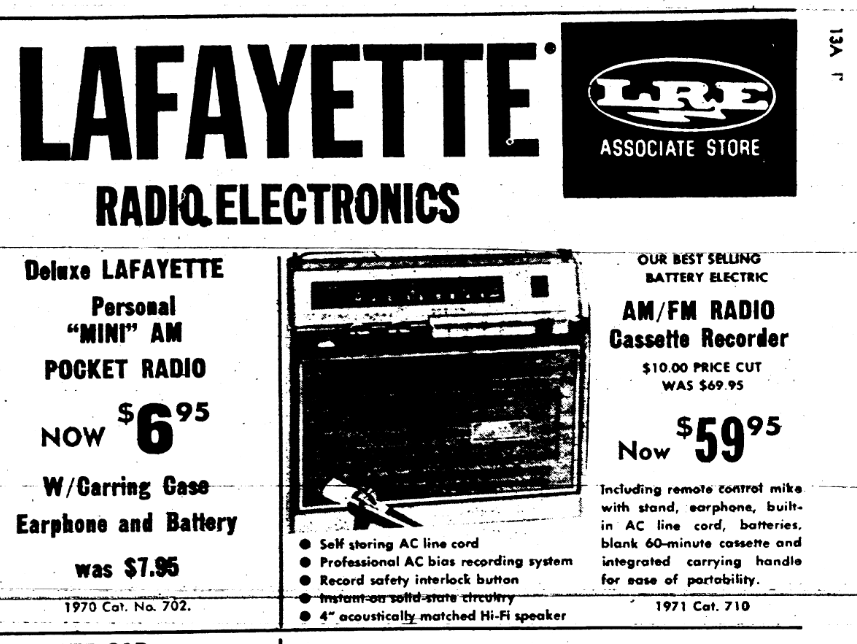 LAFAYETTE
RADIO ELECTRONICS
LRE
ASSOCIATE STORE
13A
Deluxe LAFAYETTE
Personal
"MINI" AM
POCKET RADIO
NOW $6.95
W/Carring Case
Earphone and Battery
was $7.95
1970 Cat. No. 702.
● Self storing AC line cord
● Professional AC bias recording system
● Record safety interlock button
● Instant-on solid-state circuitry
● 4" acoustically matched Hi-Fi speaker
OUR BEST SELLING
BATTERY ELECTRIC
AM/FM RADIO
Cassette Recorder
$10.00 PRICE CUT
WAS $69.95
Now $59.95
Including remote control mike
with stand, earphone, built-
in AC line cord, batteries,
blank 60-minute cassette and
integrated carrying handle
for ease of portability.
1971 Cat. 710